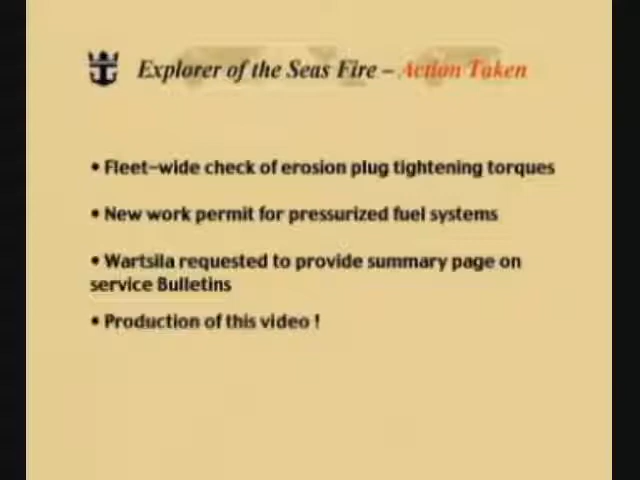 Explorer of the Seas Fire – Action Taken
• Fleet-wide check of erosion plug tightening torques
• New work permit for pressurized fuel systems
• Wartsila requested to provide summary page on
service Bulletins
• Production of this video !